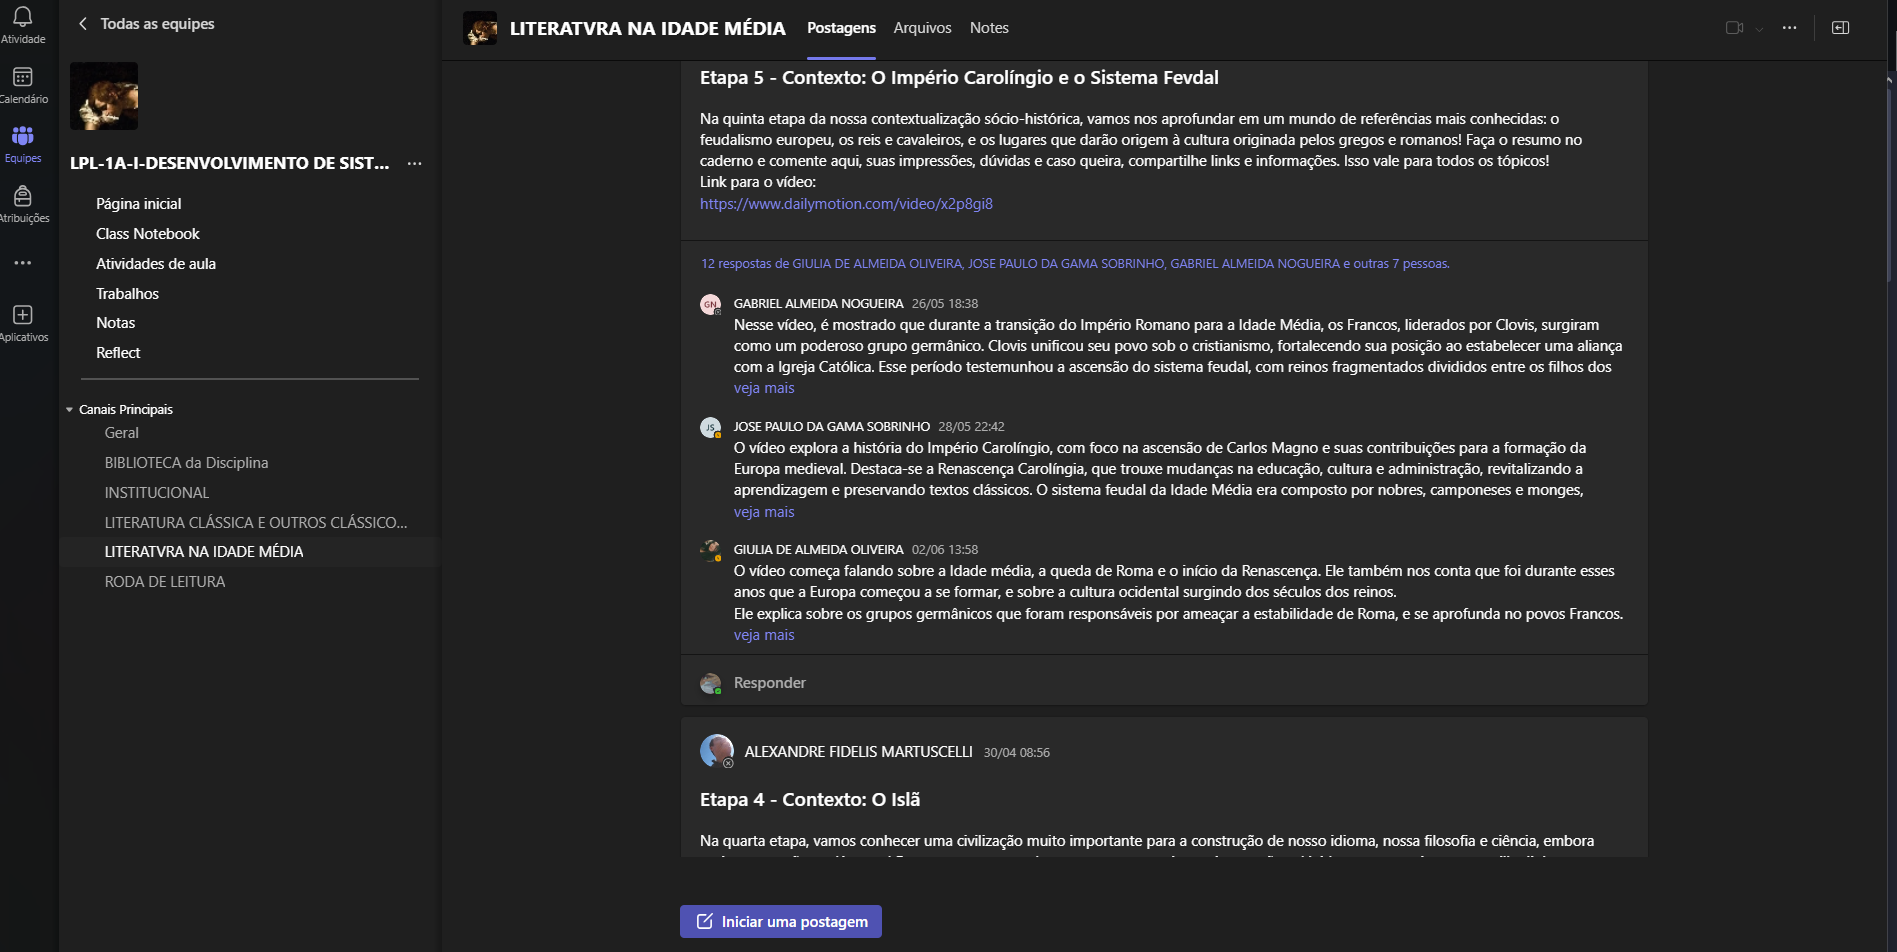 Atividade
Calendário
Equipes
Atribuições
Aplicativos
Todas as equipes
LPL-1A-I-DESENVOLVIMENTO DE SIST...
Página inicial
Class Notebook
Atividades de aula
Trabalhos
Notas
Reflect
Canais Principais
Geral
BIBLIOTECA da Disciplina
INSTITUCIONAL
LITERATURA CLÁSSICA E OUTROS CLÁSSICO...
LITERATVRA NA IDADE MÉDIA
RODA DE LEITURA
LITERATVRA NA IDADE MÉDIA Postagens Arquivos Notes
Etapa 5 - Contexto: O Império Carolíngio e o Sistema Fevdal
Na quinta etapa da nossa contextualização sócio-histórica, vamos nos aprofundar em um mundo de referências mais conhecidas: o
feudalismo europeu, os reis e cavaleiros, e os lugares que darão origem à cultura originada pelos gregos e romanos! Faça o resumo no
caderno e comente aqui, suas impressões, dúvidas e caso queira, compartilhe links e informações. Isso vale para todos os tópicos!
Link para o vídeo:
https://www.dailymotion.com/video/x2p8gi8
12 respostas de GIULIA DE ALMEIDA OLIVEIRA, JOSE PAULO DA GAMA SOBRINHO, GABRIEL ALMEIDA NOGUEIRA e outras 7 pessoas.
GN
GABRIEL ALMEIDA NOGUEIRA 26/05 18:38
Nesse vídeo, é mostrado que durante a transição do Império Romano para a Idade Média, os Francos, liderados por Clovis, surgiram
como um poderoso grupo germânico. Clovis unificou seu povo sob o cristianismo, fortalecendo sua posição ao estabelecer uma aliança
com a Igreja Católica. Esse período testemunhou a ascensão do sistema feudal, com reinos fragmentados divididos entre os filhos dos
veja mais
JS
JOSE PAULO DA GAMA SOBRINHO 28/05 22:42
O vídeo explora a história do Império Carolíngio, com foco na ascensão de Carlos Magno e suas contribuições para a formação da
Europa medieval. Destaca-se a Renascença Carolíngia, que trouxe mudanças na educação, cultura e administração, revitalizando a
aprendizagem e preservando textos clássicos. O sistema feudal da Idade Média era composto por nobres, camponeses e monges,
veja mais
GIULIA DE ALMEIDA OLIVEIRA 02/06 13:58
O vídeo começa falando sobre a Idade média, a queda de Roma e o início da Renascença. Ele também nos conta que foi durante esses
anos que a Europa começou a se formar, e sobre a cultura ocidental surgindo dos séculos dos reinos.
Ele explica sobre os grupos germânicos que foram responsáveis por ameaçar a estabilidade de Roma, e se aprofunda no povos Francos.
veja mais
Responder
ALEXANDRE FIDELIS MARTUSCELLI 30/04 08:56
Etapa 4 - Contexto: O Islã
Na quarta etapa, vamos conhecer uma civilização muito importante para a construção de nosso idioma, nossa filosofia e ciência, embora
Iniciar uma postagem